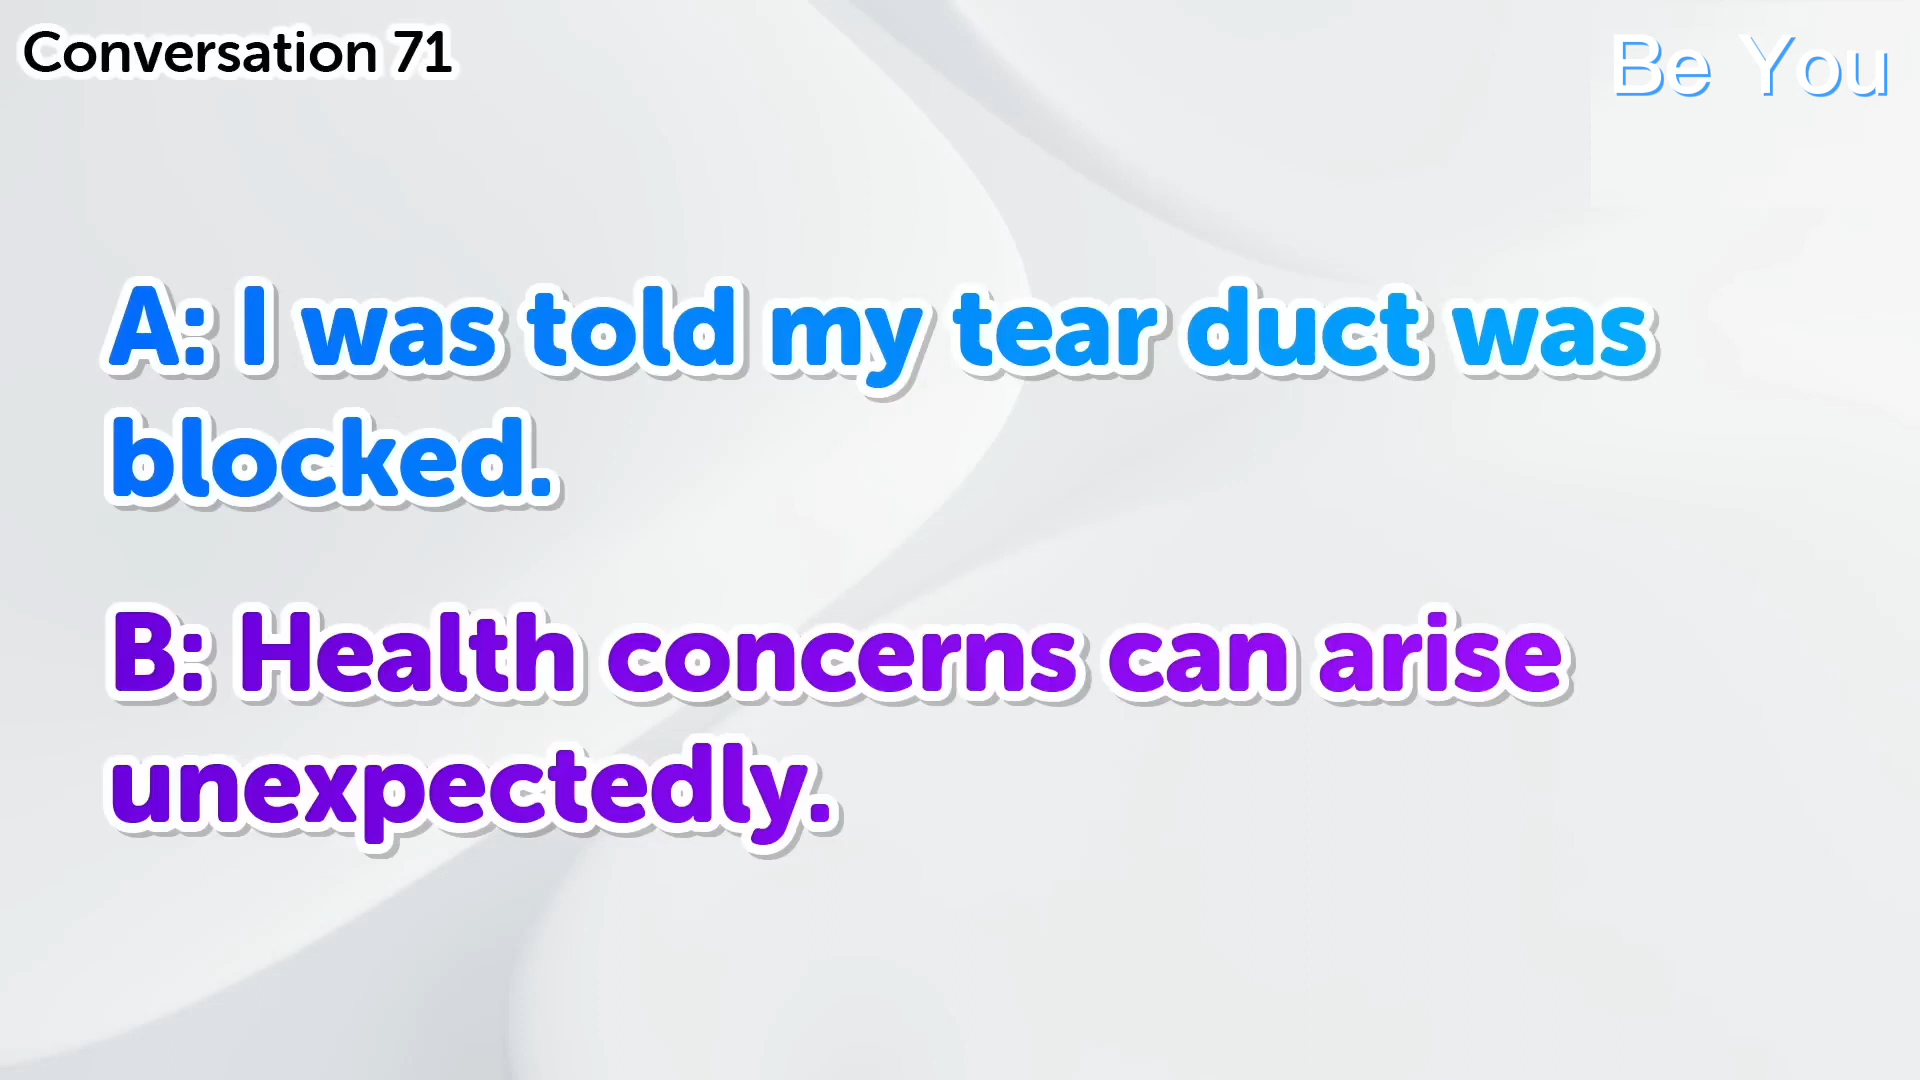 Conversation 71
Be You
A: I was told my tear duct was
blocked.
B: Health concerns can arise
unexpectedly.